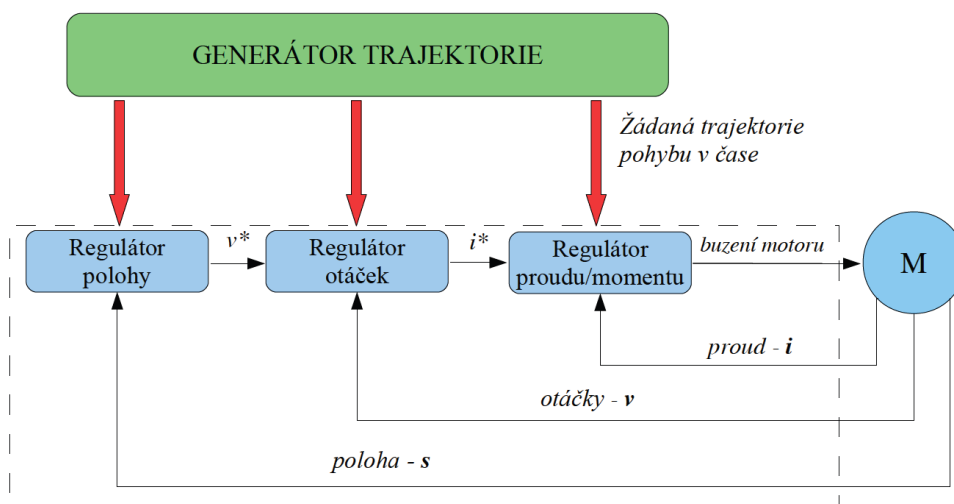 GENERÁTOR TRAJEKTORIE
Žádaná trajektorie
pohybu v čase
Regulátor
polohy
v*
Regulátor
otáček
i*
Regulátor
proudu/momentu
buzení motoru
M
proud - i
otáčky - v
poloha - s